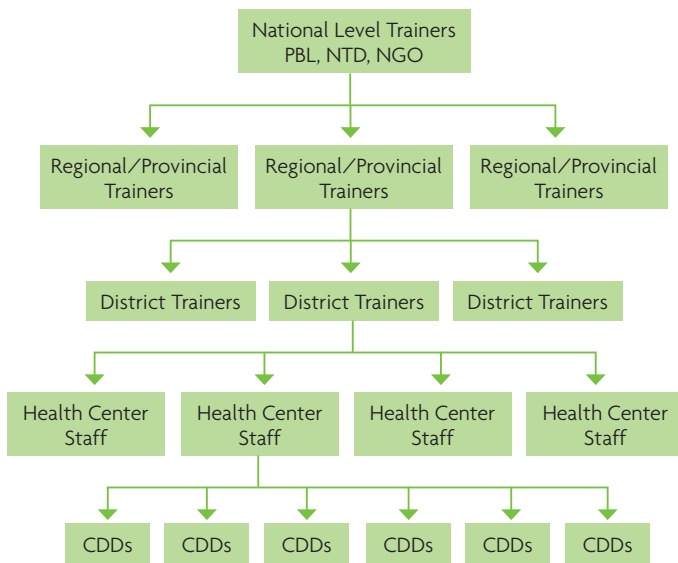 National Level Trainers
PBL, NTD, NGO
Regional/Provincial
Trainers
Regional/Provincial
Trainers
Regional/Provincial
Trainers
District Trainers
District Trainers
District Trainers
Health Center
Staff
Health Center
Staff
Health Center
Staff
Health Center
Staff
CDDs
CDDs
CDDs
CDDs
CDDs
CDDs